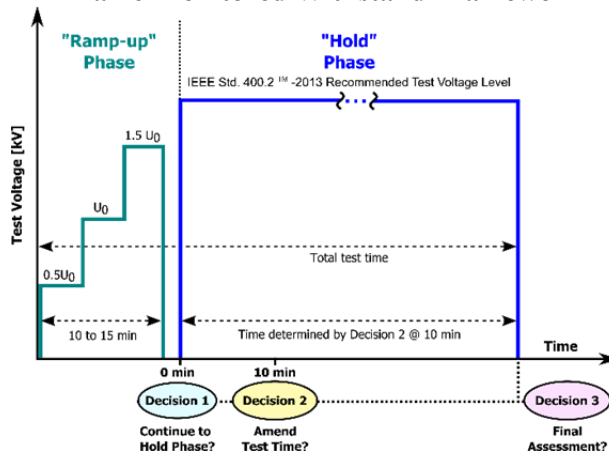 "Ramp-up"
Phase
"Hold"
Phase
IEEE Std. 400.2 ™ -2013 Recommended Test Voltage Level
Test Voltage [kV]
1.5 U0
U0
0.5U0
Total test time
10 to 15 min
Time determined by Decision 2 @ 10 min
Time
0 min
10 min
Decision 1
Decision 2
Decision 3
Continue to
Hold Phase?
Amend
Test Time?
Final
Assessment?